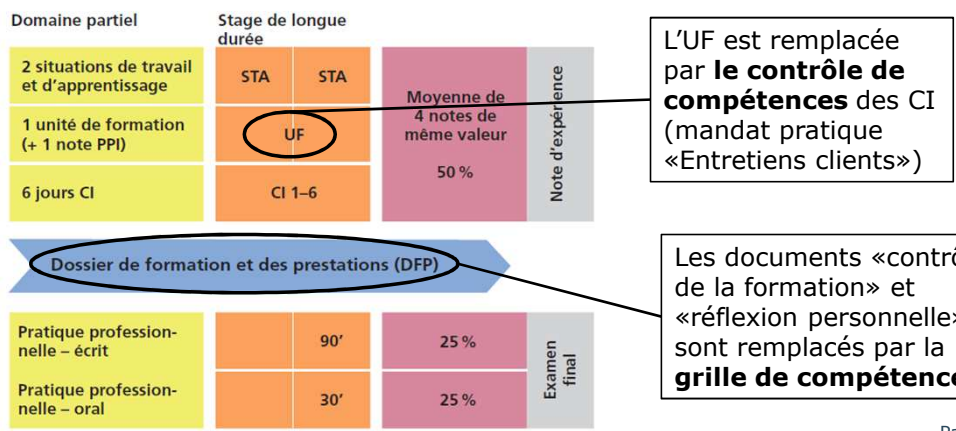 Domaine partiel
Stage de longue
durée
2 situations de travail
et d'apprentissage
STA
STA
1 unité de formation
(+ 1 note PPI)
UF
6 jours CI
CI 1–6
Moyenne de
4 notes de
même valeur
50 %
Note d'expérience
L'UF est remplacée
par le contrôle de
compétences des CI
(mandat pratique
«Entretiens clients»)
Dossier de formation et des prestations (DFP)
Les documents «contrô
de la formation» et
«réflexion personnelle»
sont remplacés par la
grille de compétence
Pratique profession-
nelle – écrit
90'
25 %
Pratique profession-
nelle – oral
30'
25 %
Examen
final